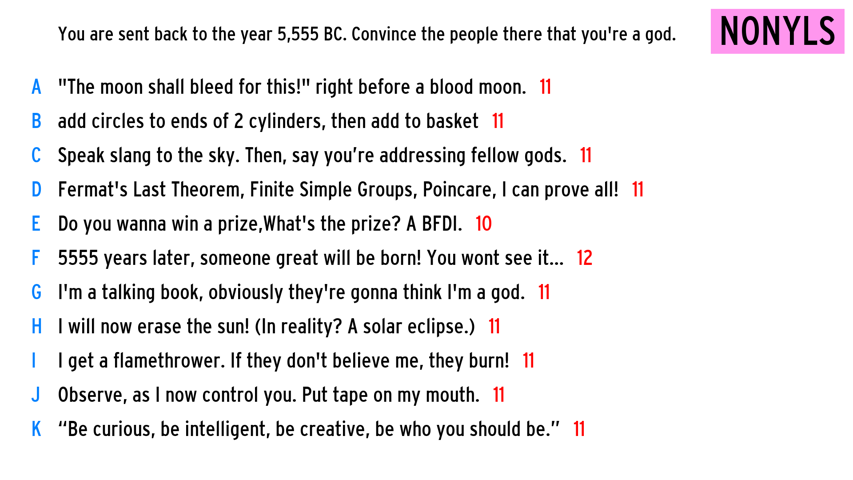 You are sent back to the year 5,555 BC. Convince the people there that you're a god.
NONYLS
A "The moon shall bleed for this!" right before a blood moon. 11
B add circles to ends of 2 cylinders, then add to basket 11
C Speak slang to the sky. Then, say you’re addressing fellow gods. 11
D Fermat's Last Theorem, Finite Simple Groups, Poincare, I can prove all! 11
E Do you wanna win a prize,What's the prize? A BFDI. 10
F 5555 years later, someone great will be born! You wont see it... 12
G I'm a talking book, obviously they're gonna think I'm a god. 11
H I will now erase the sun! (In reality? A solar eclipse.) 11
I I get a flamethrower. If they don't believe me, they burn! 11
J Observe, as I now control you. Put tape on my mouth. 11
K “Be curious, be intelligent, be creative, be who you should be.” 11